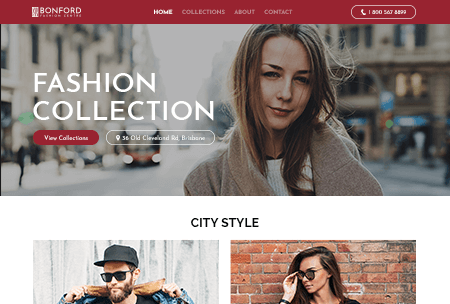 BONFORD
FASHION CENTRE
HOME COLLECTIONS ABOUT CONTACT
1 800 567 8899
FASHION
COLLECTION
View Collections
36 Old Cleveland Rd, Brisbane
CITY STYLE